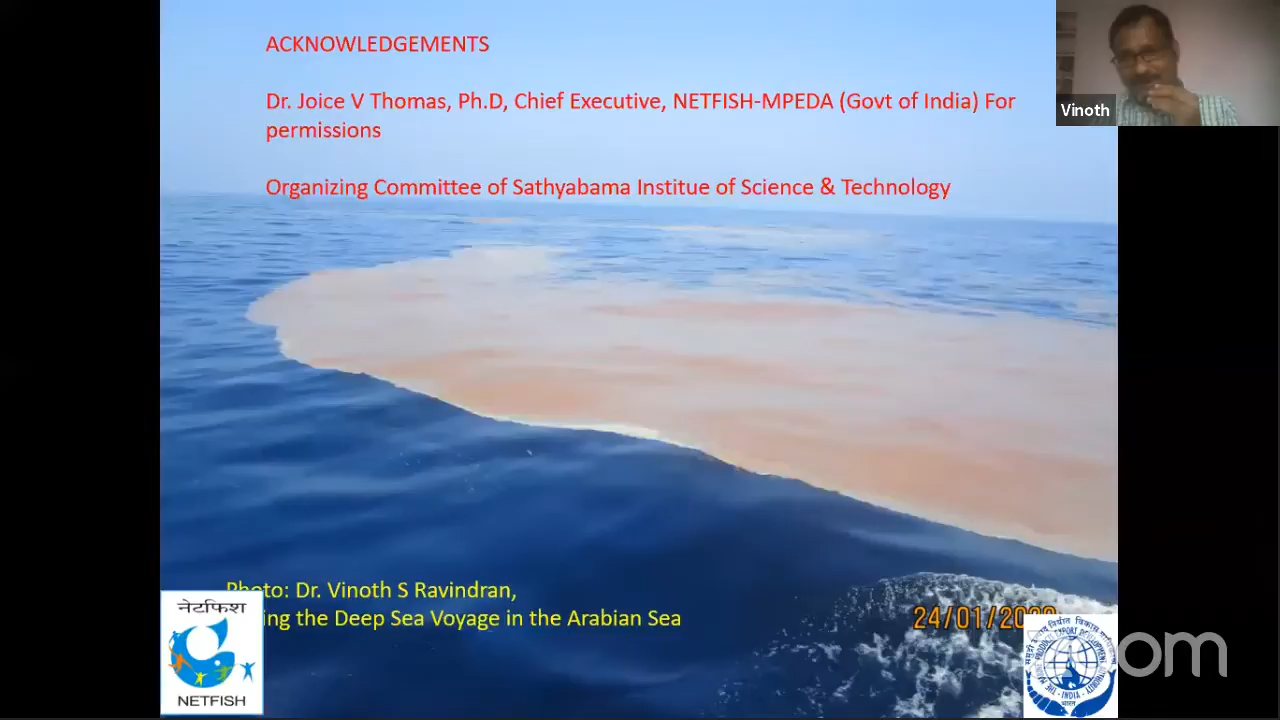 ACKNOWLEDGEMENTS
Dr. Joice V Thomas, Ph.D, Chief Executive, NETFISH-MPEDA (Govt of India) For
permissions
Organizing Committee of Sathyabama Institue of Science & Technology
Vinoth
Photo: Dr. Vinoth S Ravindran,
the Deep Sea Voyage in the Arabian Sea
24/01/20
नेटफिश
NETFISH
INDIA
भारत